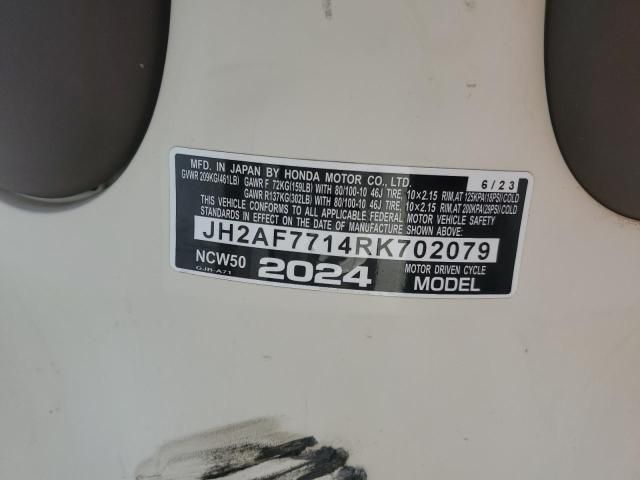 MFD. IN JAPAN BY HONDA MOTOR CO., LTD. 6/23
GVWR 209KG(461LB) GAWR F 72KG(159LB) WITH 80/100-10 46J TIRE, 10×2.15 RIM, AT 125KPA(18PSI)COLD
GAWR R137KG(302LB) WITH 80/100-10 46J TIRE, 10×2.15 RIM, AT 200KPA(29PSI)COLD
THIS VEHICLE CONFORMS TO ALL APPLICABLE FEDERAL MOTOR VEHICLE SAFETY
STANDARDS IN EFFECT ON THE DATE OF MANUFACTURE SHOWN ABOVE.
JH2AF7714RK702079
NCW50 2024 MOTOR DRIVEN CYCLE
GJR-A71 MODEL